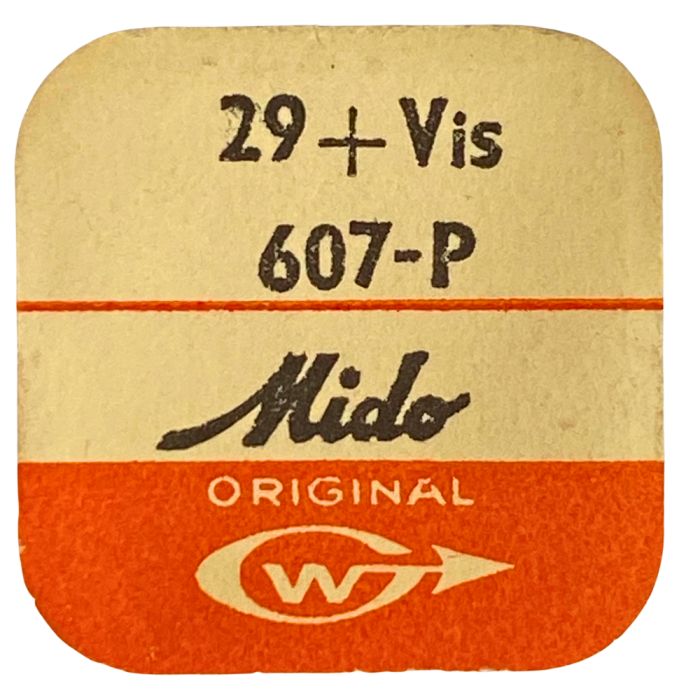 29 + Vis
607-P
Mido
ORIGINAL
GW